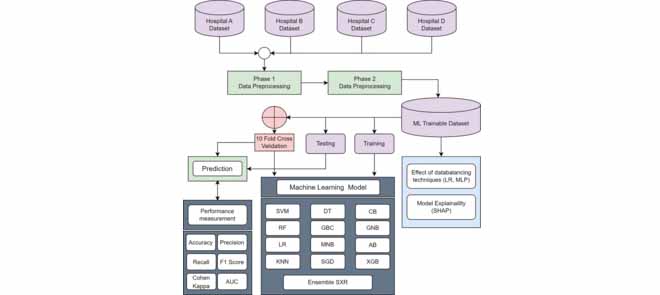 Hospital A
Dataset
Hospital B
Dataset
Hospital C
Dataset
Hospital D
Dataset
Phase 1
Data Preprocessing
Phase 2
Data Preprocessing
ML Trainable Dataset
10 Fold Cross
Validation
Testing
Training
Prediction
Effect of databalancing
techniques (LR, MLP)
Model Explainaility
(SHAP)
Machine Learning Model
Performance
measurement
SVM
DT
CB
RF
GBC
GNB
LR
MNB
AB
KNN
SGD
XGB
Ensemble SXR
Accuracy
Precision
Recall
F1 Score
Cohen
Kappa
AUC